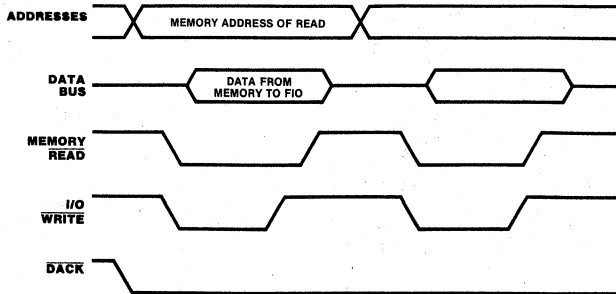 ADDRESSES
MEMORY ADDRESS OF READ
DATA
BUS
DATA FROM
MEMORY TO FIO
MEMORY
READ
I/O
WRITE
DACK